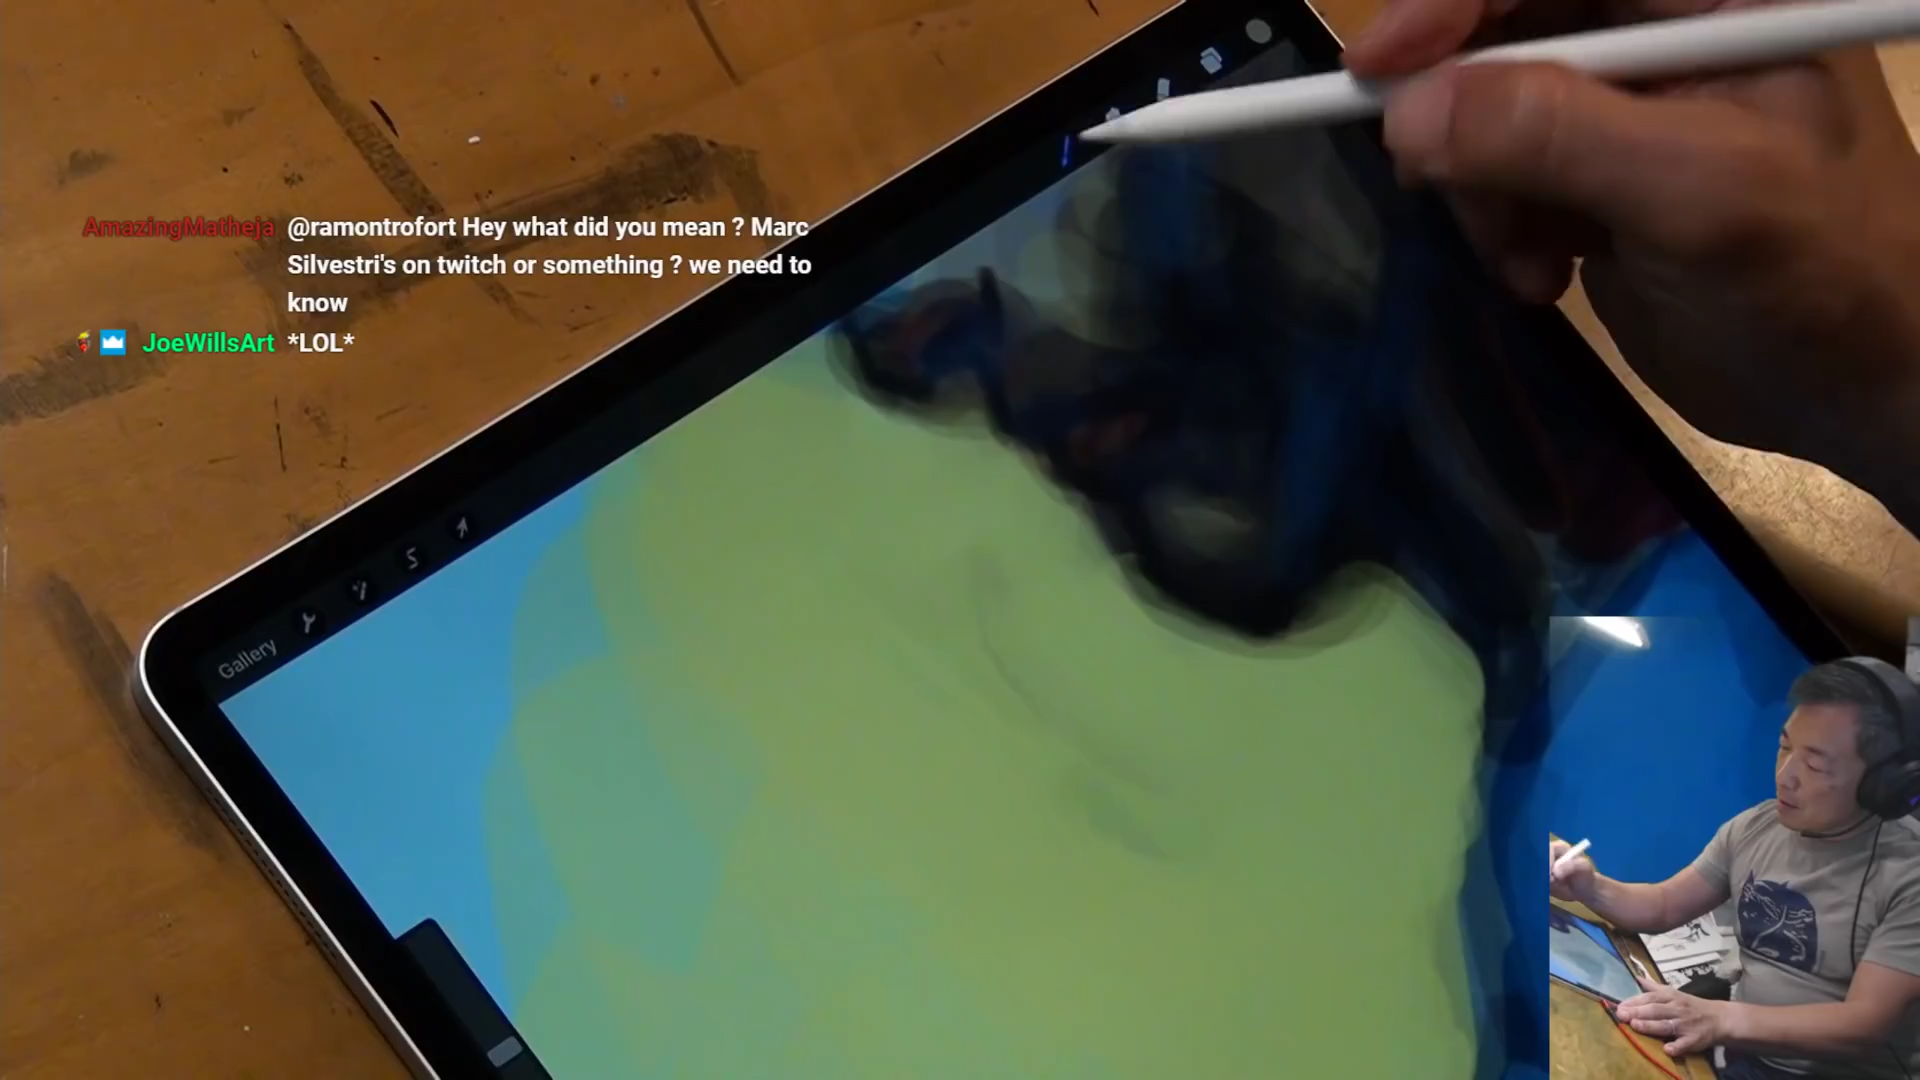 AmazingMatheja @ramontrofort Hey what did you mean ? Marc
Silvestri's on twitch or something ? we need to
know
JoeWillsArt *LOL*
Gallery